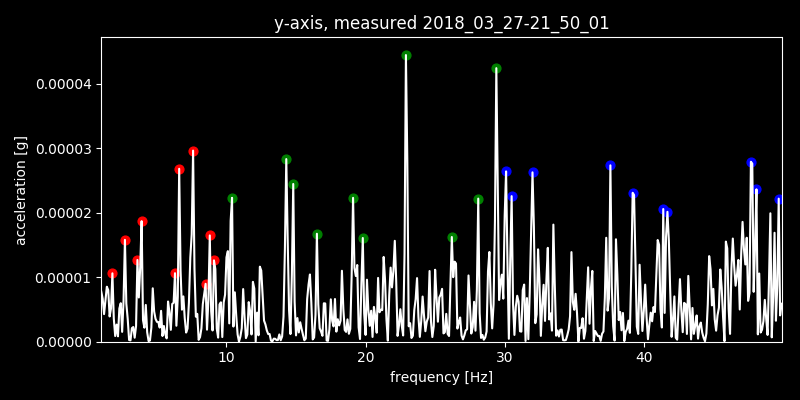 y-axis, measured 2018_03_27-21_50_01
0.00004
0.00003
0.00002
0.00001
0.00000
acceleration [g]
10 20 30 40
frequency [Hz]